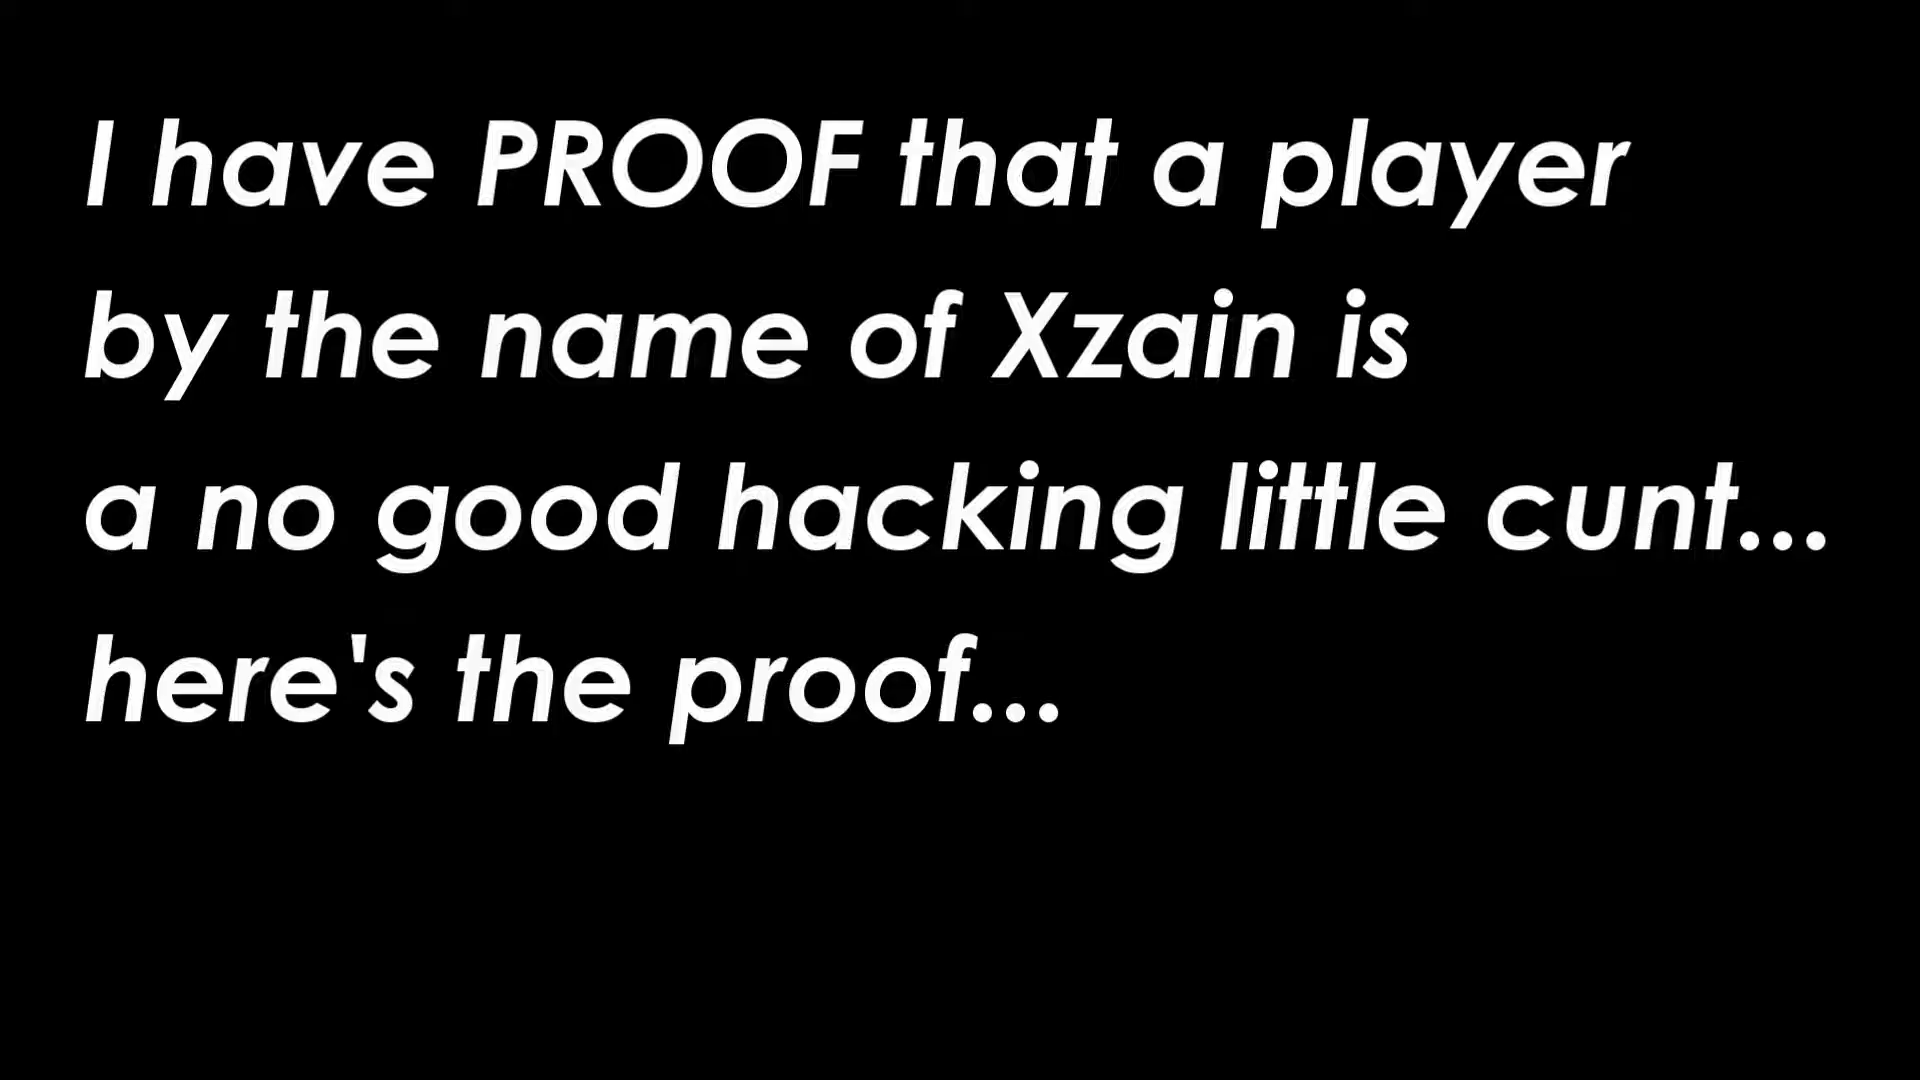 I have PROOF that a player
by the name of Xzain is
a no good hacking little cunt...
here's the proof...